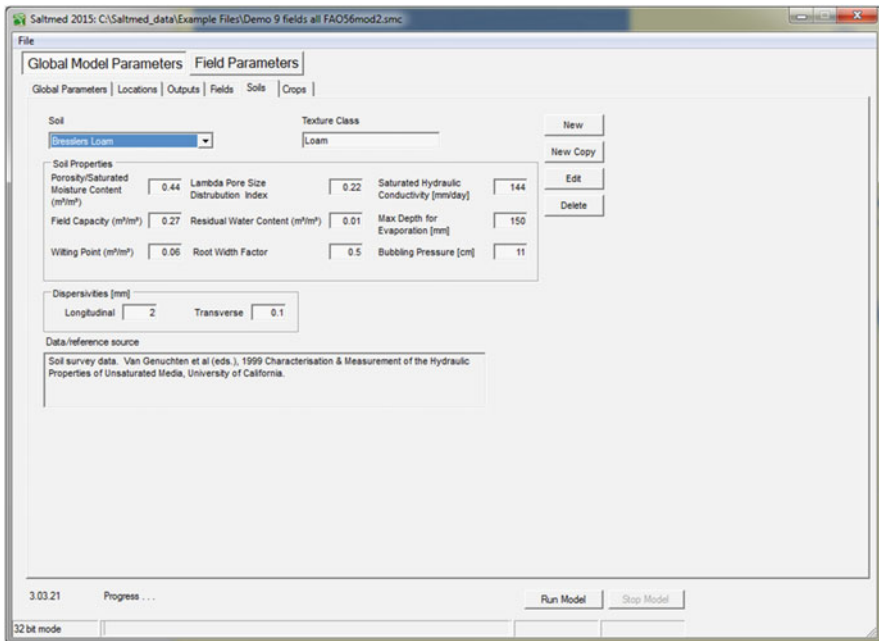 Saltmed 2015: C:\Saltmed_data\Example Files\Demo 9 fields all FAO56mod2.smc
File
Global Model Parameters Field Parameters
Global Parameters Locations Outputs Fields Soils Crops
Soil Texture Class
Bresslers Loam Loam
New
New Copy
Edit
Delete
Soil Properties
Porosity/Saturated
Moisture Content
(m³/m³) 0.44
Lambda Pore Size
Distrubution Index 0.22
Saturated Hydraulic
Conductivity [mm/day] 144
Field Capacity (m³/m³) 0.27
Residual Water Content (m³/m³) 0.01
Max Depth for
Evaporation [mm] 150
Wilting Point (m³/m³) 0.06
Root Width Factor 0.5
Bubbling Pressure [cm] 11
Dispersivities [mm]
Longitudinal 2 Transverse 0.1
Data/reference source
Soil survey data. Van Genuchten et al (eds.), 1999 Characterisation & Measurement of the Hydraulic
Properties of Unsaturated Media, University of California.
3.03.21 Progress . . .
Run Model Stop Model
32 bit mode